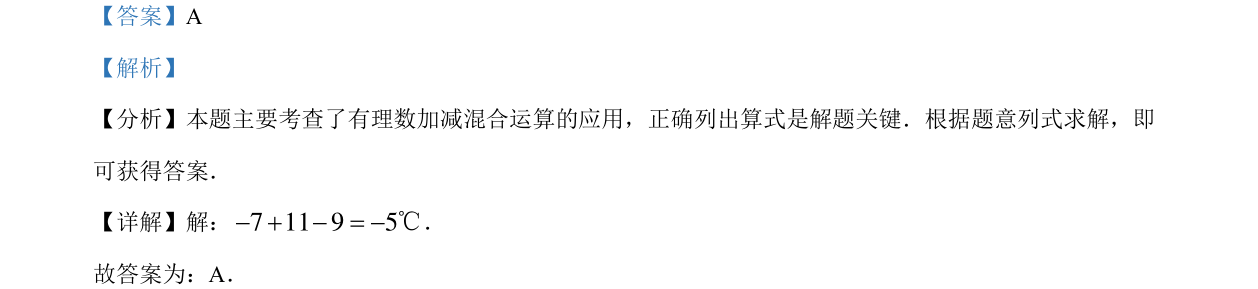 【答案】A
【解析】
【分析】本题主要考查了有理数加减混合运算的应用，正确列出算式是解题关键．根据题意列式求解，即
可获得答案．
【详解】解：−7+11−9=−5℃．
故答案为：A．